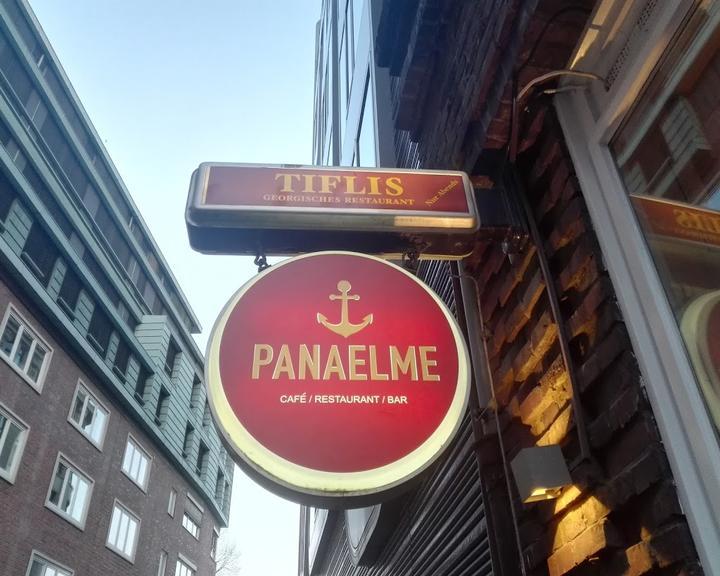 TIFLIS
GEORGISCHES RESTAURANT
Nur Abends
PANAELME
CAFÉ / RESTAURANT / BAR